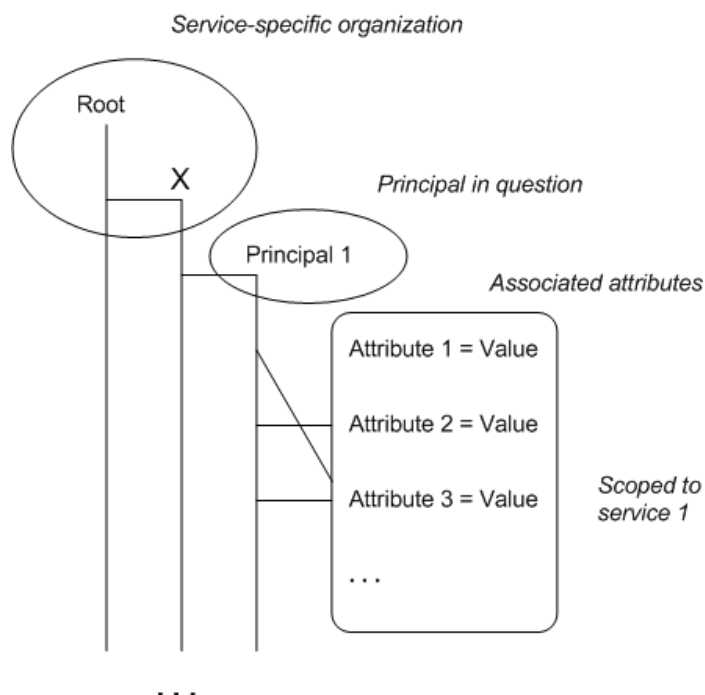 Service-specific organization
Root
X
Principal in question
Principal 1
Associated attributes
Attribute 1 = Value
Attribute 2 = Value
Attribute 3 = Value
Scoped to
service 1
...
...